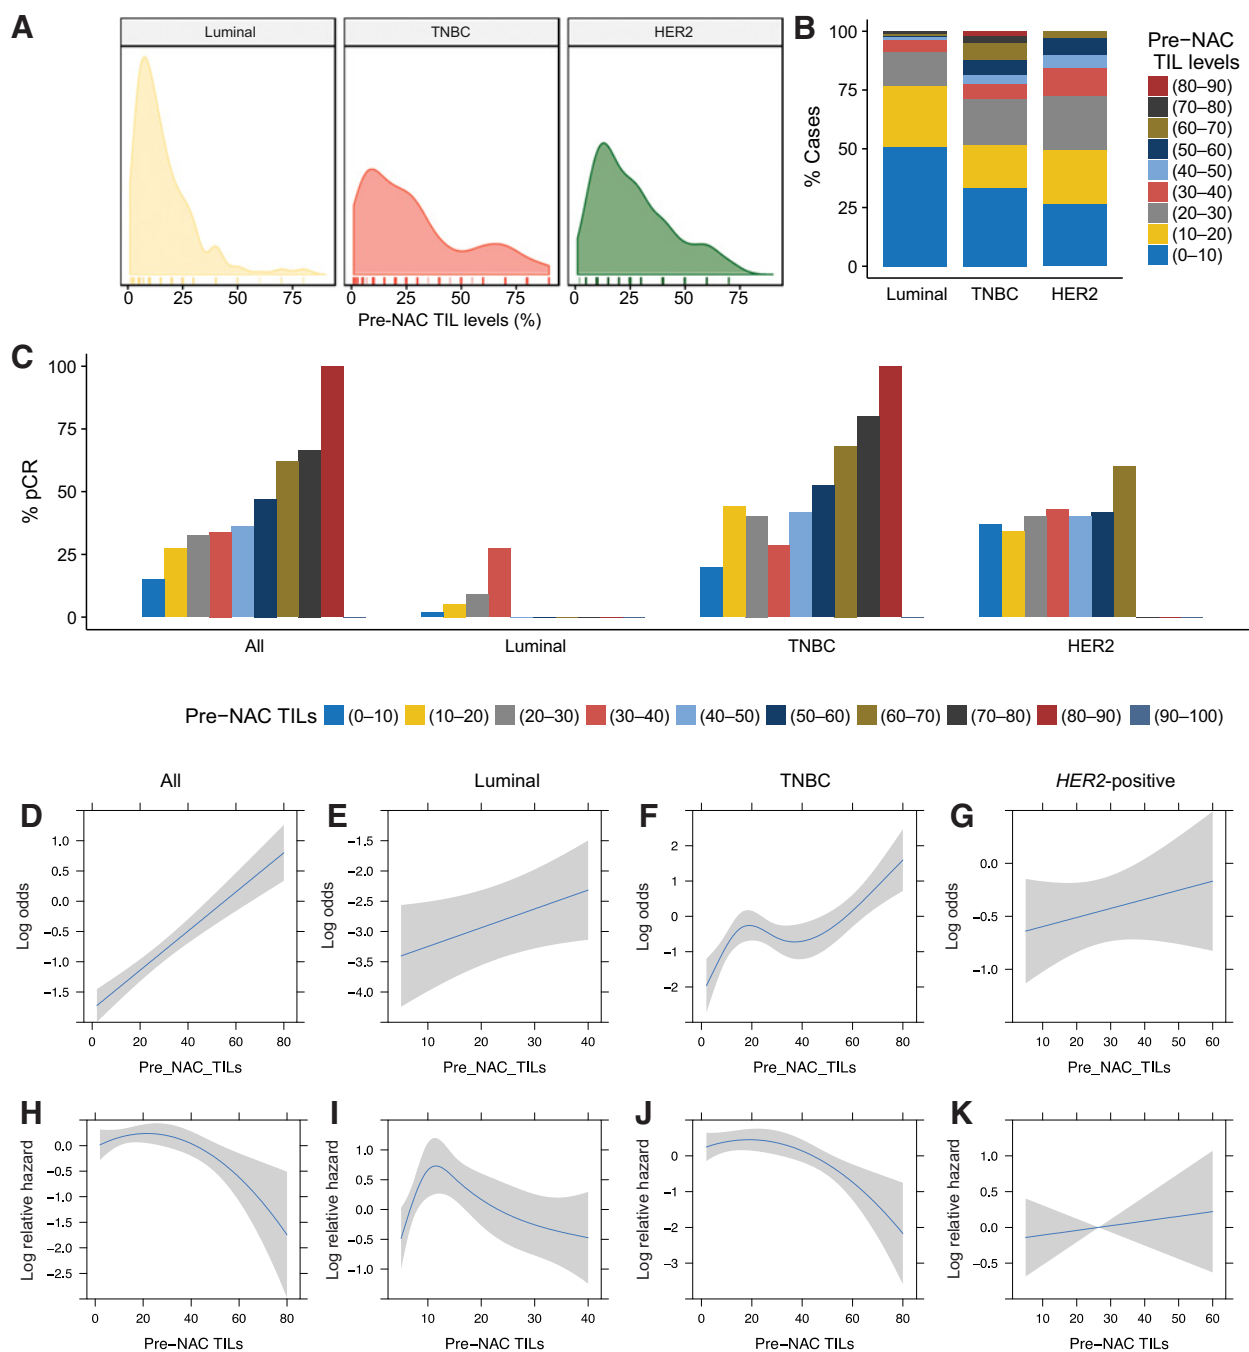 A
Luminal
TNBC
HER2
0 25 50 75
0 25 50 75
0 25 50 75
Pre-NAC TIL levels (%)
B
% Cases
100
75
50
25
0
Luminal TNBC HER2
Pre−NAC
TIL levels
(80–90)
(70–80)
(60–70)
(50–60)
(40–50)
(30–40)
(20–30)
(10–20)
(0–10)
C
% pCR
100
75
50
25
0
All Luminal TNBC HER2
Pre−NAC TILs (0–10) (10–20) (20–30) (30–40) (40–50) (50–60) (60–70) (70–80) (80–90) (90–100)
All
D
Log odds
1.0
0.5
0.0
−0.5
−1.0
−1.5
0 20 40 60 80
Pre_NAC_TILs
Luminal
E
Log odds
−1.5
−2.0
−2.5
−3.0
−3.5
−4.0
10 20 30 40
Pre_NAC_TILs
TNBC
F
Log odds
2
1
0
−1
−2
0 20 40 60 80
Pre_NAC_TILs
HER2-positive
G
Log odds
0.0
−0.5
−1.0
10 20 30 40 50 60
Pre_NAC_TILs
H
Log relative hazard
0.0
−0.5
−1.0
−1.5
−2.0
−2.5
0 20 40 60 80
Pre−NAC TILs
I
Log relative hazard
1.0
0.5
0.0
−0.5
−1.0
10 20 30 40
Pre−NAC TILs
J
Log relative hazard
0
−1
−2
−3
0 20 40 60 80
Pre−NAC TILs
K
Log relative hazard
1.0
0.5
0.0
−0.5
10 20 30 40 50 60
Pre−NAC TILs